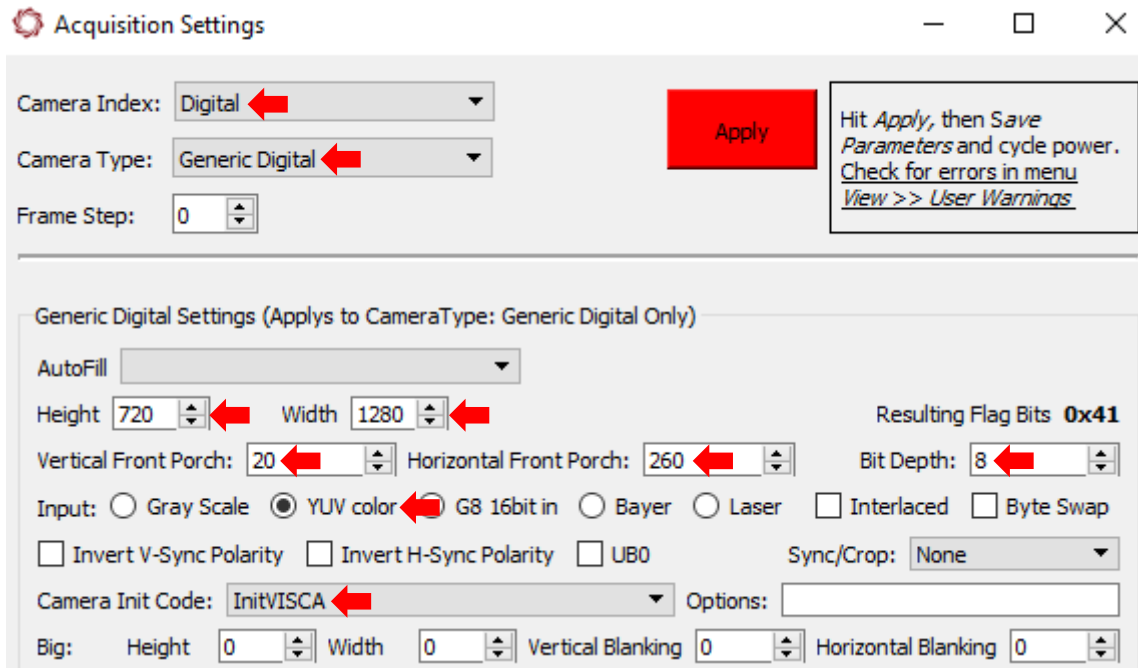 Acquisition Settings
Camera Index: Digital
Apply
Hit Apply, then Save
Parameters and cycle power.
Check for errors in menu
View >> User Warnings
Camera Type: Generic Digital
Frame Step: 0
Generic Digital Settings (Applys to CameraType: Generic Digital Only)
AutoFill
Height 720 Width 1280 Resulting Flag Bits 0x41
Vertical Front Porch: 20 Horizontal Front Porch: 260 Bit Depth: 8
Input: Gray Scale YUV color G8 16bit in Bayer Laser Interlaced Byte Swap
Invert V-Sync Polarity Invert H-Sync Polarity UB0 Sync/Crop: None
Camera Init Code: InitVISCA Options:
Big: Height 0 Width 0 Vertical Blanking 0 Horizontal Blanking 0